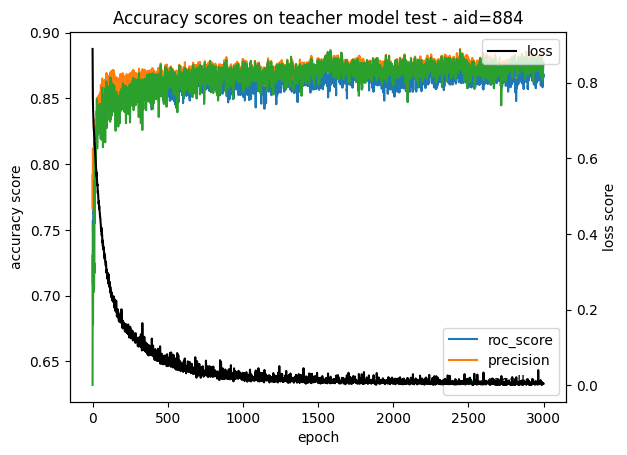 Accuracy scores on teacher model test - aid=884
accuracy score
0.90
0.85
0.80
0.75
0.70
0.65
loss
0.8
0.6
0.4
0.2
0.0
loss score
roc_score
precision
0
500
1000
1500
2000
2500
3000
epoch